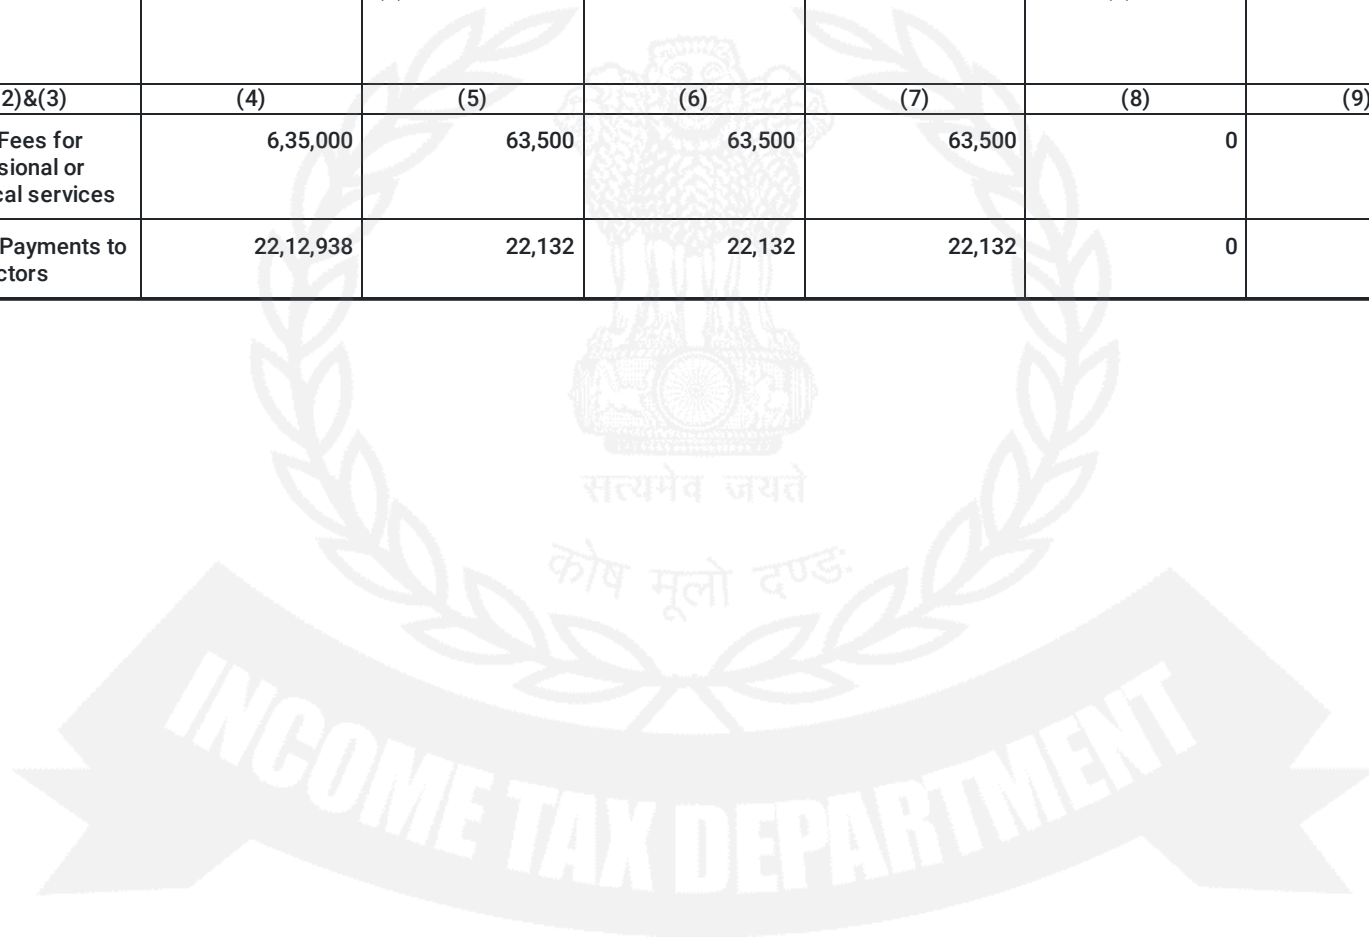 2)&(3) (4) (5) (6) (7) (8) (9)
Fees for 6,35,000 63,500 63,500 63,500 0
sional or
cal services
Payments to 22,12,938 22,132 22,132 22,132 0
ctors
सत्यमेव जयते
कोष मूलो दण्डः
INCOME TAX DEPARTMENT